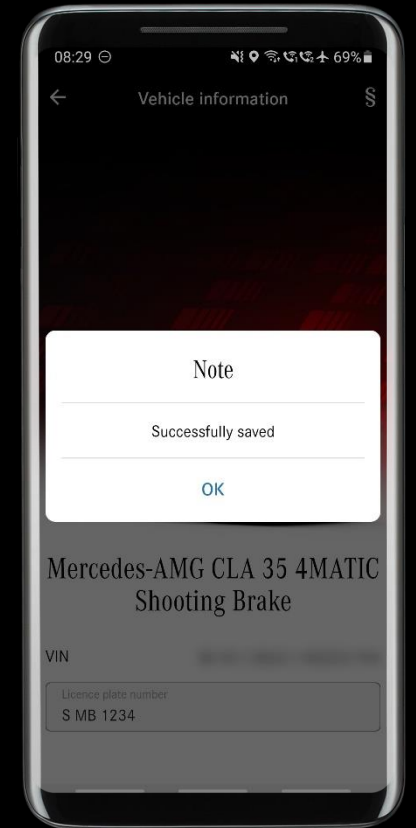 08:29 69%
Vehicle information §
Note
Successfully saved
OK
Mercedes-AMG CLA 35 4MATIC
Shooting Brake
VIN
Licence plate number
S MB 1234